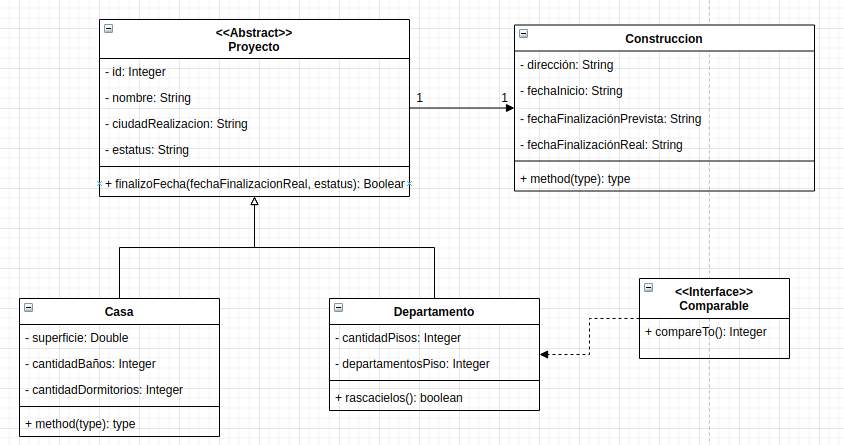 <<Abstract>>
Proyecto
- id: Integer
- nombre: String
- ciudadRealizacion: String
- estatus: String
+ finalizoFecha(fechaFinalizacionReal, estatus): Boolear
1
1
Construccion
- dirección: String
- fechaInicio: String
- fechaFinalizaciónPrevista: String
- fechaFinalizaciónReal: String
+ method(type): type
Casa
- superficie: Double
- cantidadBaños: Integer
- cantidadDormitorios: Integer
+ method(type): type
Departamento
- cantidadPisos: Integer
- departamentosPiso: Integer
+ rascacielos(): boolean
<<Interface>>
Comparable
+ compareTo(): Integer